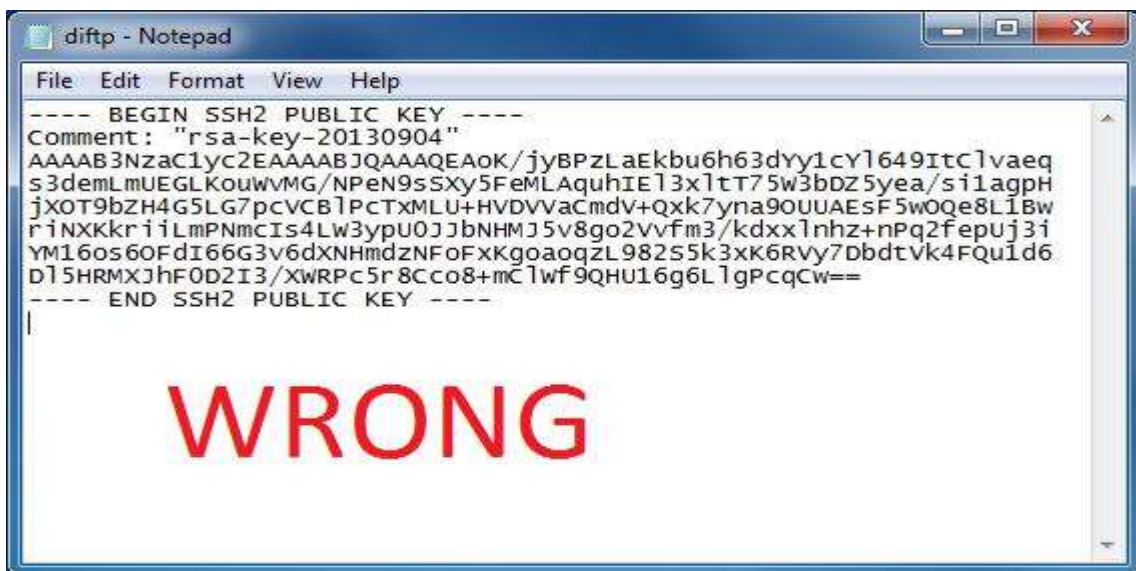 diftp - Notepad
File Edit Format View Help
---- BEGIN SSH2 PUBLIC KEY ----
Comment: "rsa-key-20130904"
AAAAB3NzaC1yc2EAAAABJQAAAQEAoK/jyBPzLaEkbu6h63dYy1cYl649ItClvaeq
s3demLmUEGLKouWvMG/NPeN9sSXy5FeMLAquhIEl3xltT75W3bDZ5yea/si1agpH
jXOT9bZH4G5LG7pcVCBlPcTxMLU+HVDVVaCmdV+Qxk7yna9OUUAEsF5wOQe8L1Bw
riNXKkriiLmPNmcIs4LW3ypU0JJbNHMJ5v8go2Vvfm3/kdxxlnhz+nPq2fepUj3i
YM16os6OFdI66G3v6dXNHmdzNFoFxKgoaoqzL982S5k3xK6RVy7DbdtVk4FQu1d6
Dl5HRMXJhF0D2I3/XWRPc5r8Cco8+mClWf9QHU16g6LlgPcqCw==
---- END SSH2 PUBLIC KEY ----
WRONG